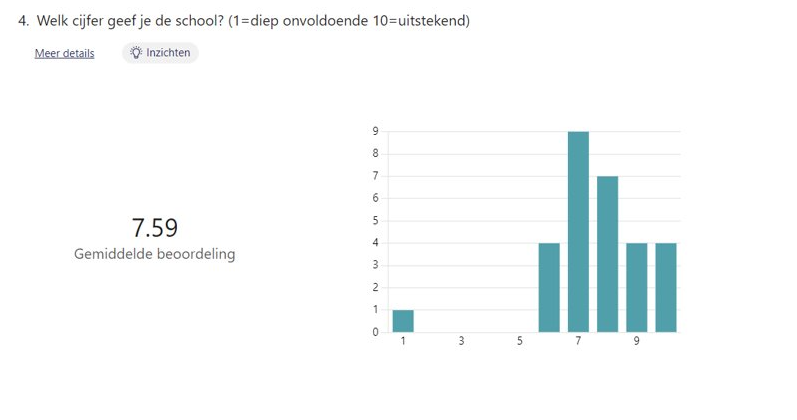 4. Welk cijfer geef je de school? (1=diep onvoldoende 10=uitstekend)
Meer details
Inzichten
7.59
Gemiddelde beoordeling
9
8
7
6
5
4
3
2
1
0
1 3 5 7 9